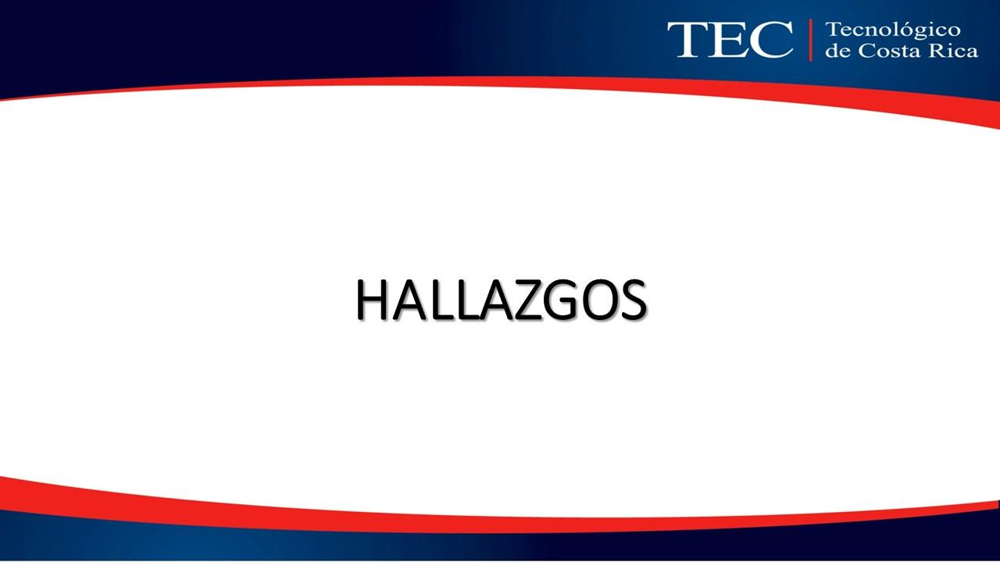 TEC
Tecnológico
de Costa Rica
HALLAZGOS